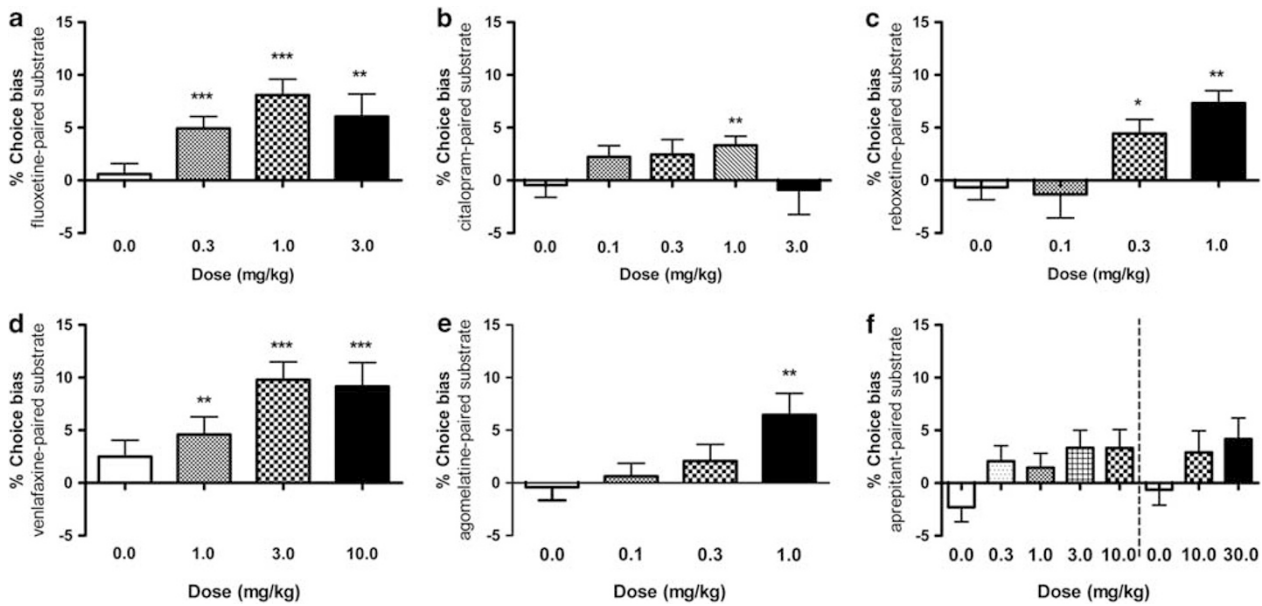 a
% Choice bias
fluoxetine-paired substrate
15
10
5
0
-5
***
***
**
0.0 0.3 1.0 3.0
Dose (mg/kg)
b
% Choice bias
citalopram-paired substrate
15
10
5
0
-5
**
0.0 0.1 0.3 1.0 3.0
Dose (mg/kg)
c
% Choice bias
reboxetine-paired substrate
15
10
5
0
-5
*
**
0.0 0.1 0.3 1.0
Dose (mg/kg)
d
% Choice bias
venlafaxine-paired substrate
15
10
5
0
-5
**
***
***
0.0 1.0 3.0 10.0
Dose (mg/kg)
e
% Choice bias
agomelatine-paired substrate
15
10
5
0
-5
**
0.0 0.1 0.3 1.0
Dose (mg/kg)
f
% Choice bias
aprepitant-paired substrate
15
10
5
0
-5
0.0 0.3 1.0 3.0 10.0 0.0 10.0 30.0
Dose (mg/kg)